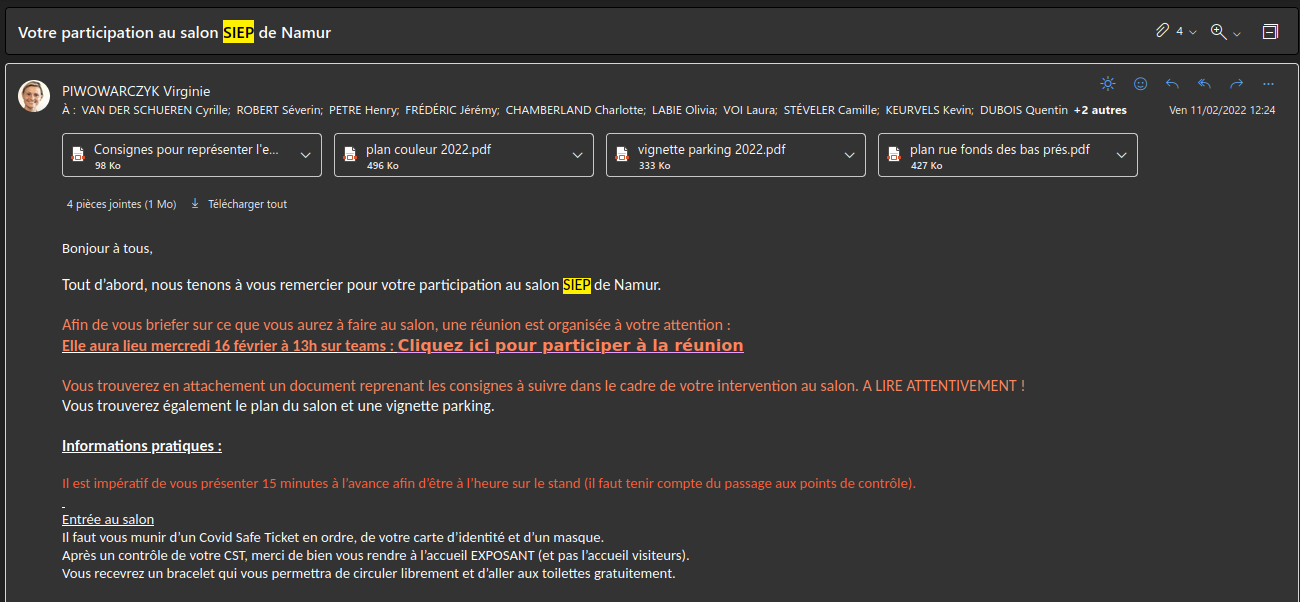 Votre participation au salon SIEP de Namur
4
PIWOWARCZYK Virginie
À : VAN DER SCHUEREN Cyrille; ROBERT Séverin; PETRE Henry; FRÉDÉRIC Jérémy; CHAMBERLAND Charlotte; LABIE Olivia; VOI Laura; STÉVELER Camille; KEURVELS Kevin; DUBOIS Quentin +2 autres
Ven 11/02/2022 12:24
Consignes pour représenter l'e...
98 Ko
plan couleur 2022.pdf
496 Ko
vignette parking 2022.pdf
333 Ko
plan rue fonds des bas prés.pdf
427 Ko
4 pièces jointes (1 Mo) Télécharger tout
Bonjour à tous,
Tout d’abord, nous tenons à vous remercier pour votre participation au salon SIEP de Namur.
Afin de vous briefer sur ce que vous aurez à faire au salon, une réunion est organisée à votre attention :
Elle aura lieu mercredi 16 février à 13h sur teams : Cliquez ici pour participer à la réunion
Vous trouverez en attachement un document reprenant les consignes à suivre dans le cadre de votre intervention au salon. A LIRE ATTENTIVEMENT !
Vous trouverez également le plan du salon et une vignette parking.
Informations pratiques :
Il est impératif de vous présenter 15 minutes à l’avance afin d’être à l’heure sur le stand (il faut tenir compte du passage aux points de contrôle).
Entrée au salon
Il faut vous munir d’un Covid Safe Ticket en ordre, de votre carte d’identité et d’un masque.
Après un contrôle de votre CST, merci de bien vous rendre à l’accueil EXPOSANT (et pas l’accueil visiteurs).
Vous recevrez un bracelet qui vous permettra de circuler librement et d’aller aux toilettes gratuitement.